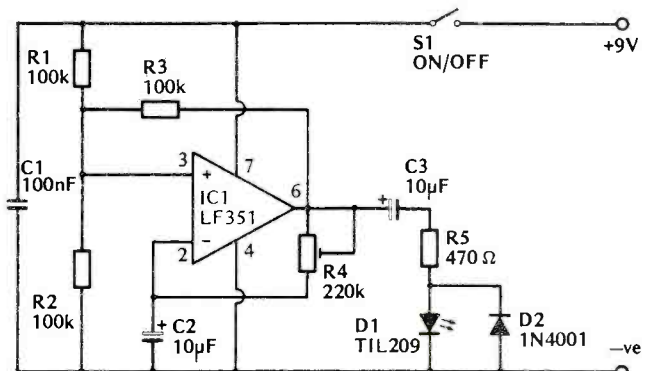 R1
100k
R3
100k
S1
ON/OFF
+9V
C1
100nF
3
+
7
IC1
LF351
6
2
−
4
C3
+
10µF
R5
470 Ω
R4
220k
R2
100k
+
C2
10µF
D1
TIL209
D2
1N4001
−ve